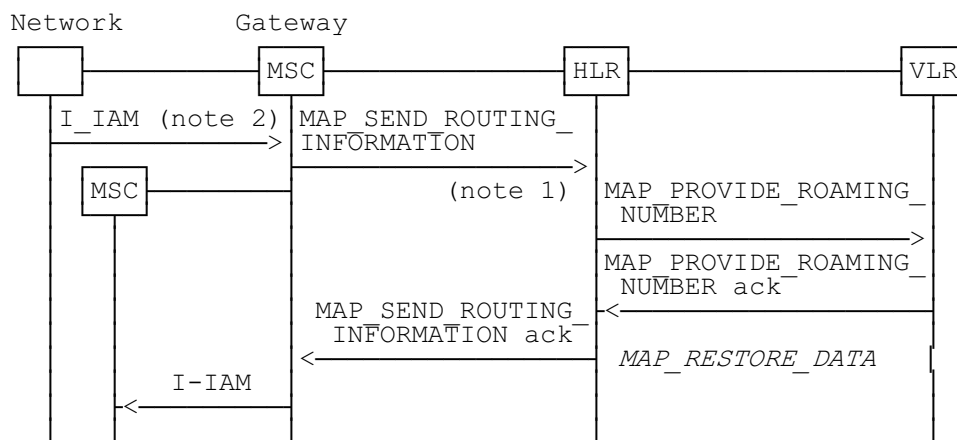 Network Gateway
MSC HLR VLR
I_IAM (note 2) MAP_SEND_ROUTING_
INFORMATION
MSC (note 1) MAP_PROVIDE_ROAMING_
NUMBER
MAP_PROVIDE_ROAMING_
NUMBER ack
MAP_SEND_ROUTING_
INFORMATION ack
MAP_RESTORE_DATA
I-IAM